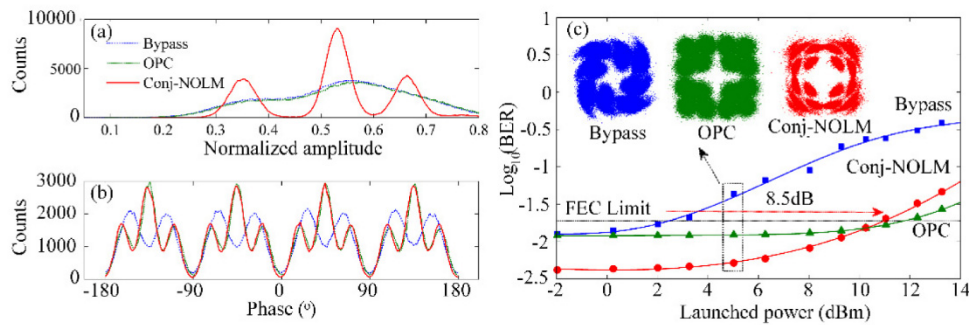 (a)
Bypass
OPC
Conj-NOLM
Counts
10000
5000
0
0.1 0.2 0.3 0.4 0.5 0.6 0.7 0.8
Normalized amplitude
(b)
Counts
3000
2000
1000
0
-180 -90 0 90 180
Phase (°)
(c)
Log10(BER)
1
0.5
0
-0.5
-1
-1.5
-2
-2.5
Bypass
OPC
Conj-NOLM
Bypass
Conj-NOLM
8.5dB
FEC Limit
OPC
-2 0 2 4 6 8 10 12 14
Launched power (dBm)